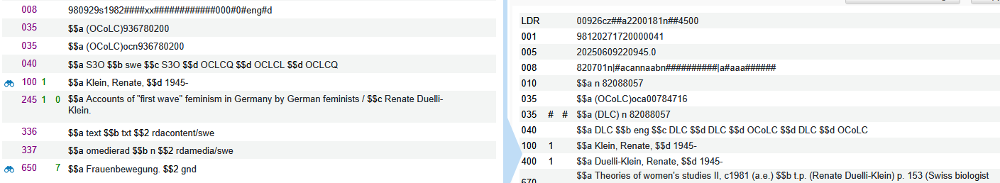 008 980929s1982####xx############000#0#eng#d
035 $$a (OCoLC)936780200
035 $$a (OCoLC)ocn936780200
040 $$a S3O $$b swe $$c S3O $$d OCLCQ $$d OCLCL $$d OCLCQ
100 1 $$a Klein, Renate, $$d 1945-
245 1 0 $$a Accounts of "first wave" feminism in Germany by German feminists / $$c Renate Duelli-
Klein.
336 $$a text $$b txt $$2 rdacontent/swe
337 $$a omedierad $$b n $$2 rdamedia/swe
650 7 $$a Frauenbewegung. $$2 gnd
LDR 00926cz##a2200181n##4500
001 98120271720000041
005 20250609220945.0
008 820701n|#acannaabn##########|a#aaa######
010 $$a n 82088057
035 $$a (OCoLC)oca00784716
035 # # $$a (DLC) n 82088057
040 $$a DLC $$b eng $$c DLC $$d DLC $$d OCoLC $$d DLC $$d OCoLC
100 1 $$a Klein, Renate, $$d 1945-
400 1 $$a Duelli-Klein, Renate, $$d 1945-
670 $$a Theories of women's studies II, c1981 (a.e.) $$b t.p. (Renate Duelli-Klein) p. 153 (Swiss biologist